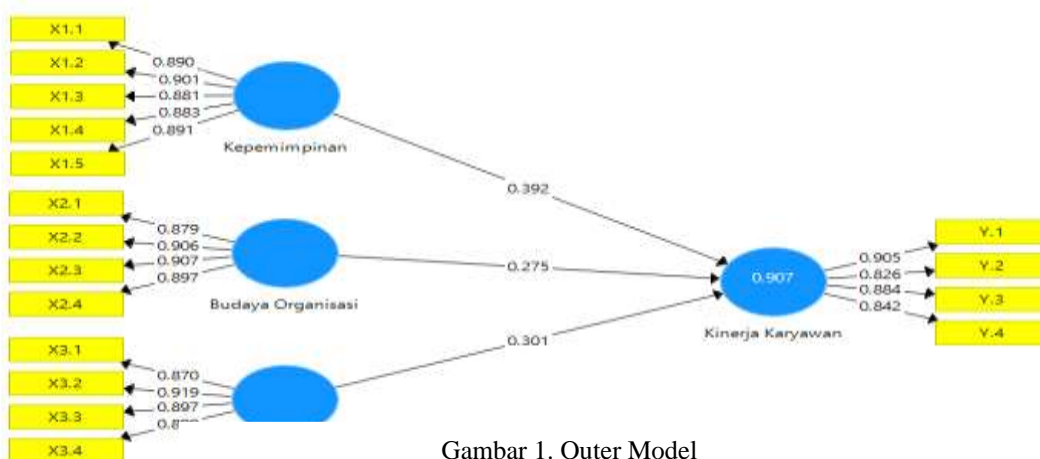 X1.1
X1.2
X1.3
X1.4
X1.5
0.890
0.901
0.881
0.883
0.891
Kepemimpinan
0.392
X2.1
X2.2
X2.3
X2.4
0.879
0.906
0.907
0.897
Budaya Organisasi
0.275
X3.1
X3.2
X3.3
X3.4
0.870
0.919
0.897
0.301
0.907
Kinerja Karyawan
0.905
0.826
0.884
0.842
Y.1
Y.2
Y.3
Y.4
Gambar 1. Outer Model